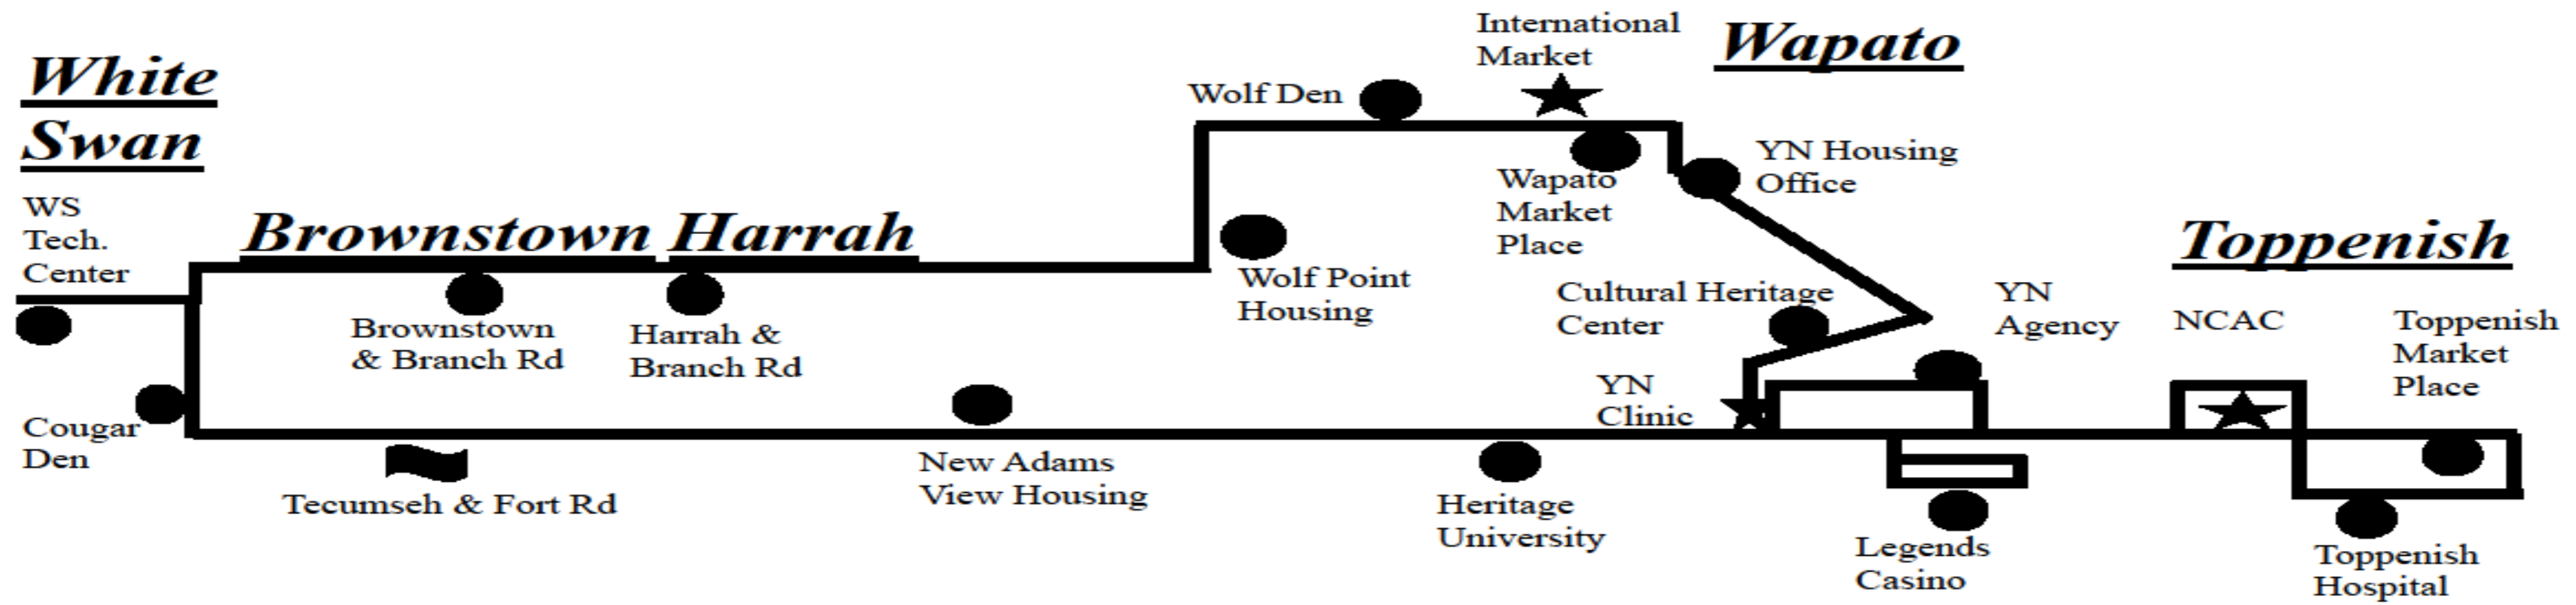 White
Swan
WS
Tech.
Center
Cougar
Den
Brownstown Harrah
Brownstown
& Branch Rd
Harrah &
Branch Rd
Tecumseh & Fort Rd
New Adams
View Housing
Wolf Den
Wolf Point
Housing
International
Market
Wapato
Wapato
Market
Place
YN Housing
Office
Cultural Heritage
Center
YN
Clinic
Heritage
University
YN
Agency
Legends
Casino
Toppenish
NCAC
Toppenish
Market
Place
Toppenish
Hospital